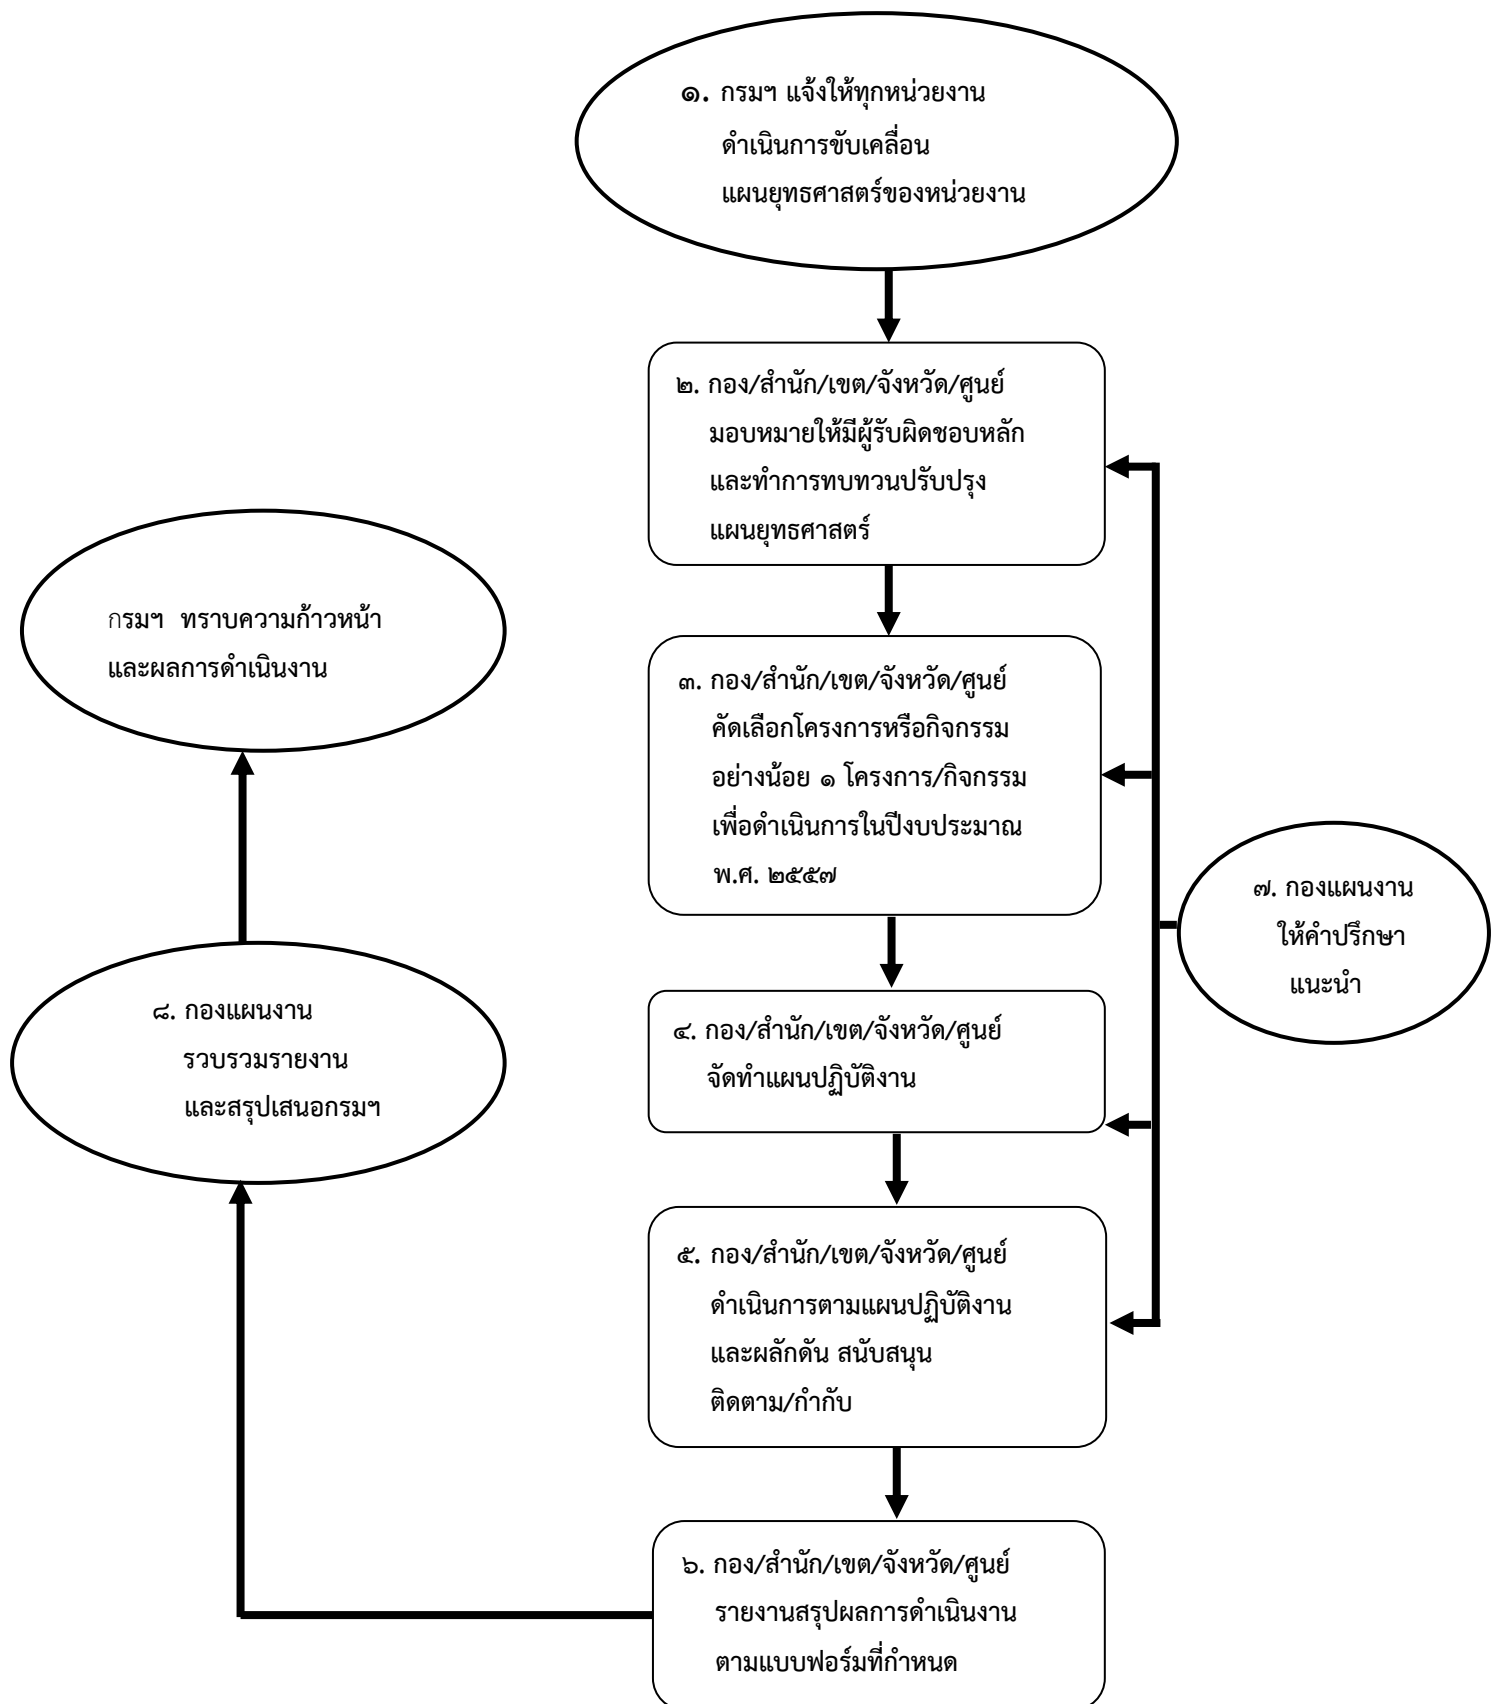 ๑. กรมฯ แจ้งให้ทุกหน่วยงาน
ดำเนินการขับเคลื่อน
แผนยุทธศาสตร์ของหน่วยงาน
๒. กอง/สำนัก/เขต/จังหวัด/ศูนย์
มอบหมายให้มีผู้รับผิดชอบหลัก
และทำการทบทวนปรับปรุง
แผนยุทธศาสตร์
๓. กอง/สำนัก/เขต/จังหวัด/ศูนย์
คัดเลือกโครงการหรือกิจกรรม
อย่างน้อย ๑ โครงการ/กิจกรรม
เพื่อดำเนินการในปีงบประมาณ
พ.ศ. ๒๕๕๗
๔. กอง/สำนัก/เขต/จังหวัด/ศูนย์
จัดทำแผนปฏิบัติงาน
๕. กอง/สำนัก/เขต/จังหวัด/ศูนย์
ดำเนินการตามแผนปฏิบัติงาน
และผลักดัน สนับสนุน
ติดตาม/กำกับ
๖. กอง/สำนัก/เขต/จังหวัด/ศูนย์
รายงานสรุปผลการดำเนินงาน
ตามแบบฟอร์มที่กำหนด
๗. กองแผนงาน
ให้คำปรึกษา
แนะนำ
๘. กองแผนงาน
รวบรวมรายงาน
และสรุปเสนอกรมฯ
กรมฯ ทราบความก้าวหน้า
และผลการดำเนินงาน